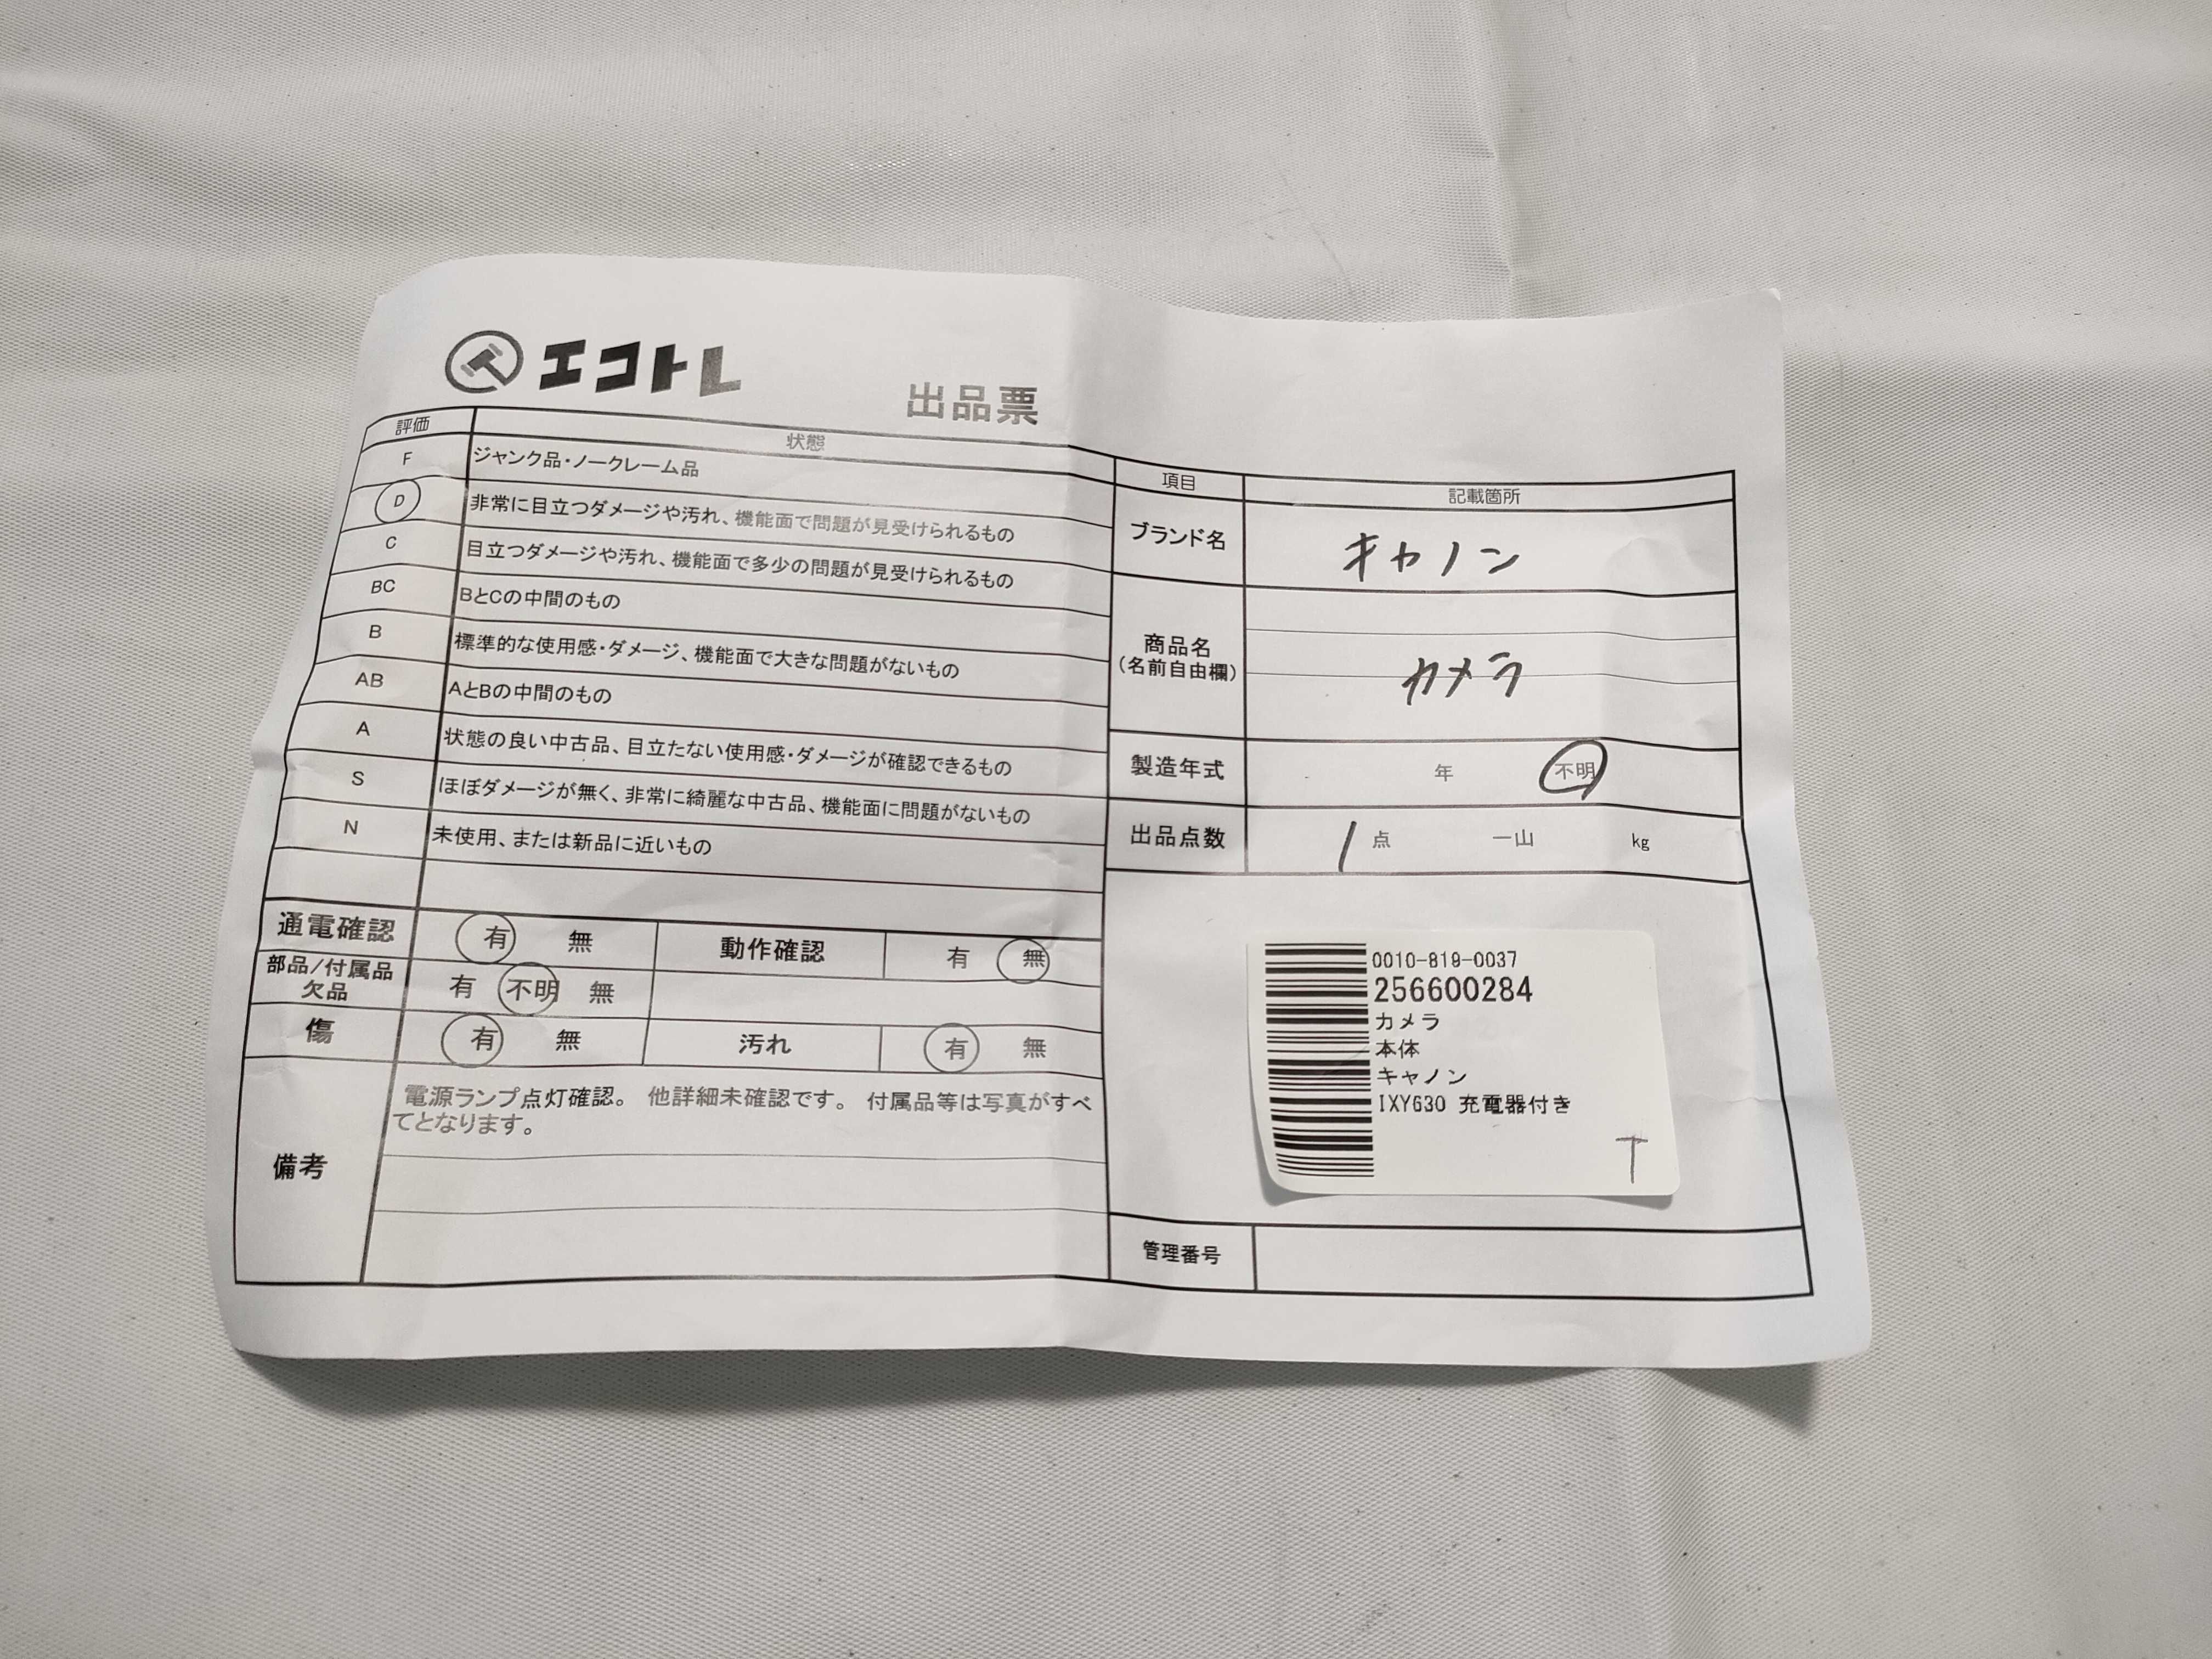 エコトレ
出品票
評価 状態
F ジャンク品・ノークレーム品
D 非常に目立つダメージや汚れ、機能面で問題が見受けられるもの
C 目立つダメージや汚れ、機能面で多少の問題が見受けられるもの
BC BとCの中間のもの
B 標準的な使用感・ダメージ、機能面で大きな問題がないもの
AB AとBの中間のもの
A 状態の良い中古品、目立たない使用感・ダメージが確認できるもの
S ほぼダメージが無く、非常に綺麗な中古品、機能面に問題がないもの
N 未使用、または新品に近いもの
通電確認 有 無 動作確認 有 無
部品/付属品
欠品 有 不明 無
傷 有 無 汚れ 有 無
備考
電源ランプ点灯確認。 他詳細未確認です。 付属品等は写真がすべ
てとなります。
項目 記載箇所
ブランド名 キャノン
商品名
(名前自由欄) カメラ
製造年式 年 不明
出品点数 1 点 一山 kg
0010-819-0037
256600284
カメラ
本体
キャノン
IXY630 充電器付き
T
管理番号